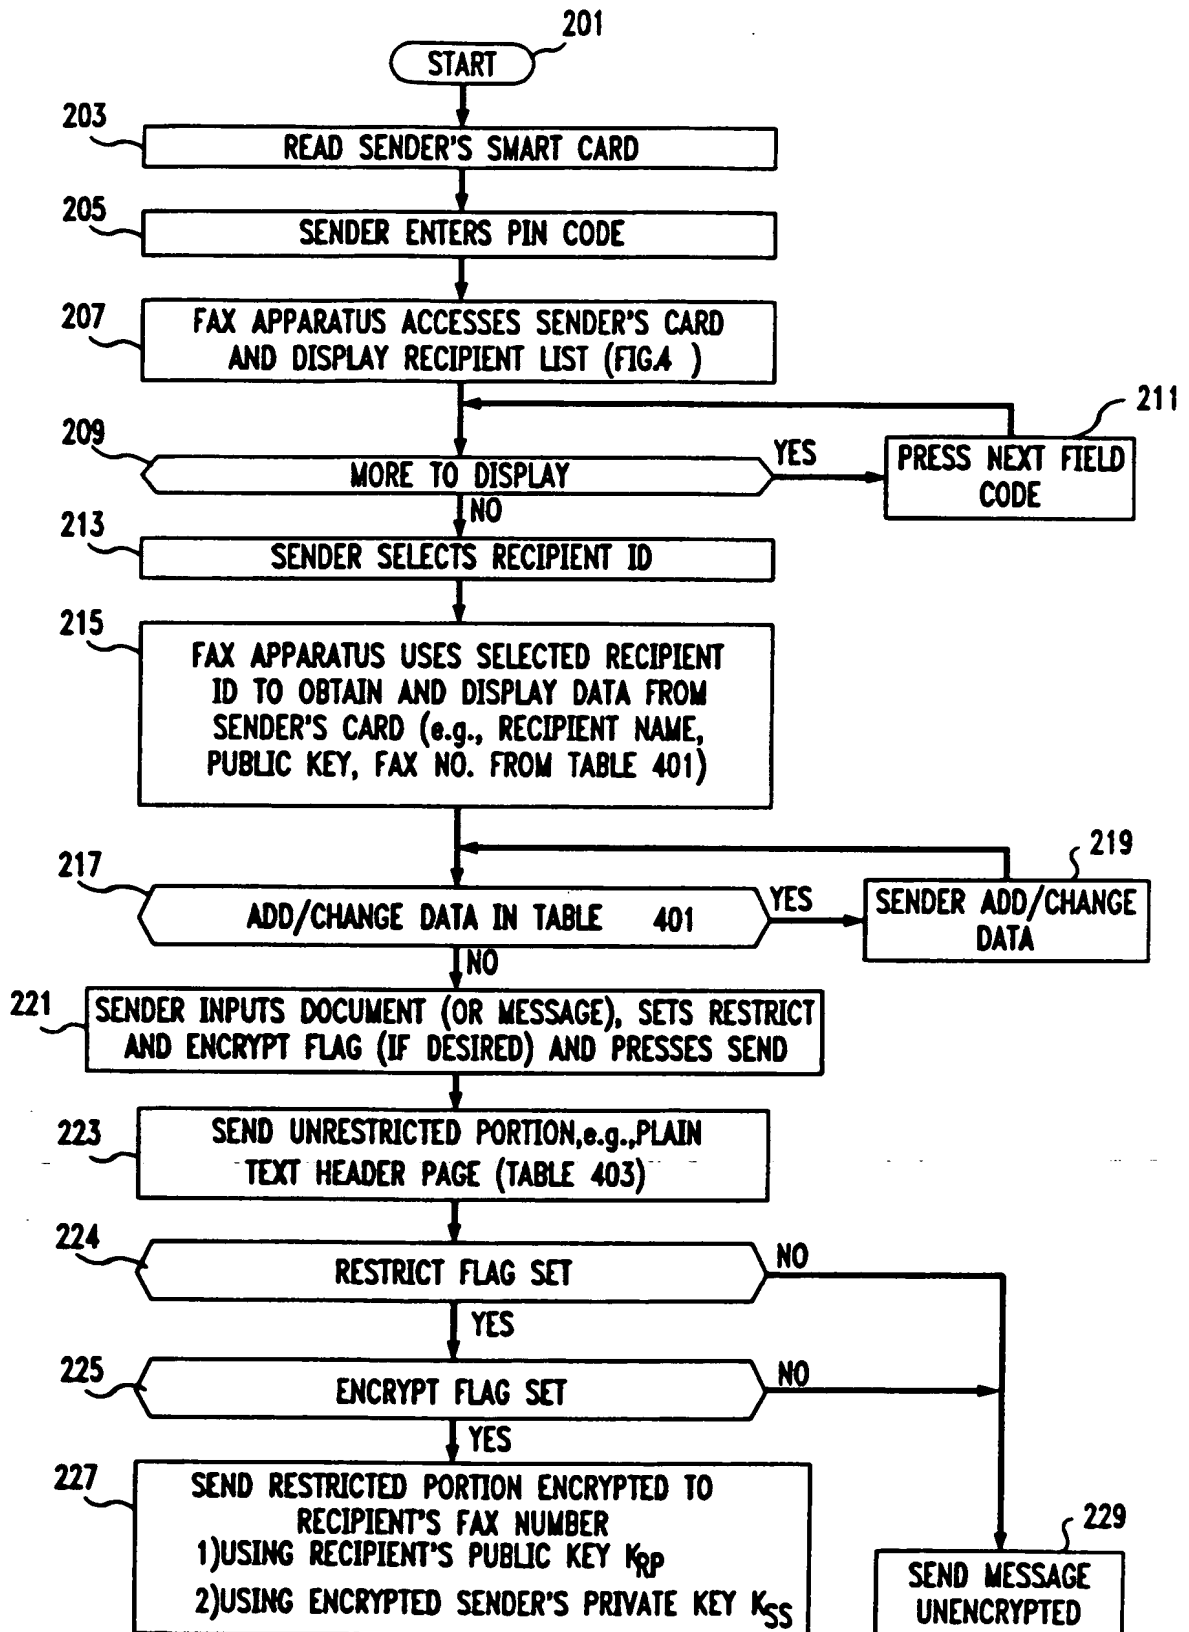 201
START
203
READ SENDER'S SMART CARD
205
SENDER ENTERS PIN CODE
207
FAX APPARATUS ACCESSES SENDER'S CARD
AND DISPLAY RECIPIENT LIST (FIG.4 )
211
209
MORE TO DISPLAY
YES
PRESS NEXT FIELD
CODE
NO
213
SENDER SELECTS RECIPIENT ID
215
FAX APPARATUS USES SELECTED RECIPIENT
ID TO OBTAIN AND DISPLAY DATA FROM
SENDER'S CARD (e.g., RECIPIENT NAME,
PUBLIC KEY, FAX NO. FROM TABLE 401)
217
219
ADD/CHANGE DATA IN TABLE 401
YES
SENDER ADD/CHANGE
DATA
NO
221
SENDER INPUTS DOCUMENT (OR MESSAGE), SETS RESTRICT
AND ENCRYPT FLAG (IF DESIRED) AND PRESSES SEND
223
SEND UNRESTRICTED PORTION,e.g.,PLAIN
TEXT HEADER PAGE (TABLE 403)
224
RESTRICT FLAG SET
NO
YES
225
ENCRYPT FLAG SET
NO
YES
227
SEND RESTRICTED PORTION ENCRYPTED TO
RECIPIENT'S FAX NUMBER
1)USING RECIPIENT'S PUBLIC KEY KRP
2)USING ENCRYPTED SENDER'S PRIVATE KEY KSS
229
SEND MESSAGE
UNENCRYPTED